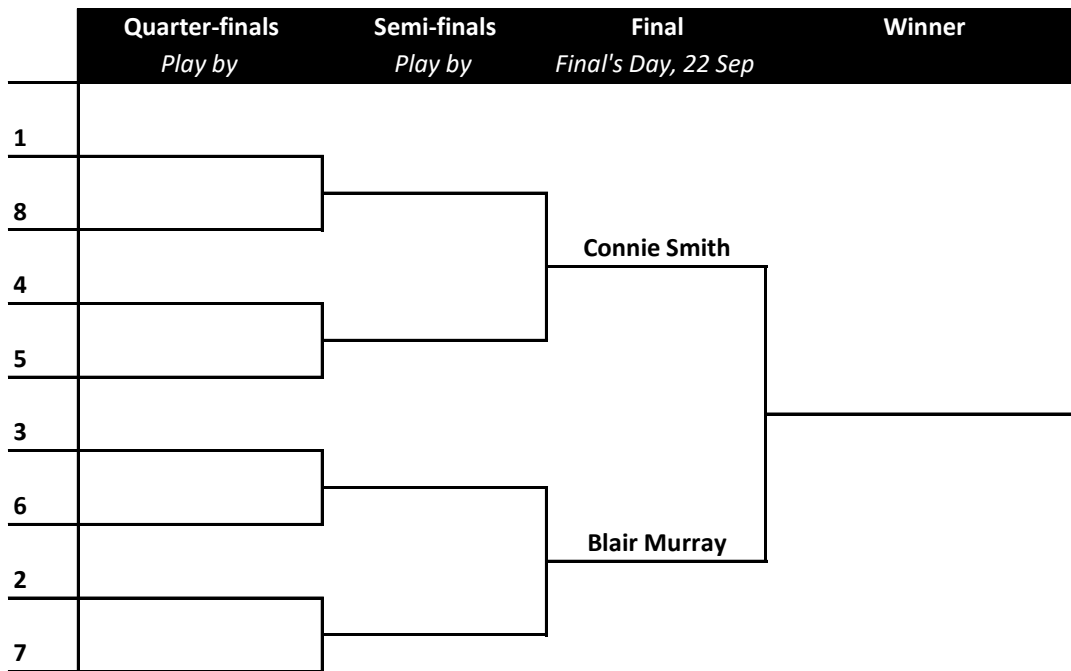 Quarter-finals Semi-finals Final Winner
Play by Play by Final's Day, 22 Sep
1
8
Connie Smith
4
5
3
6
Blair Murray
2
7